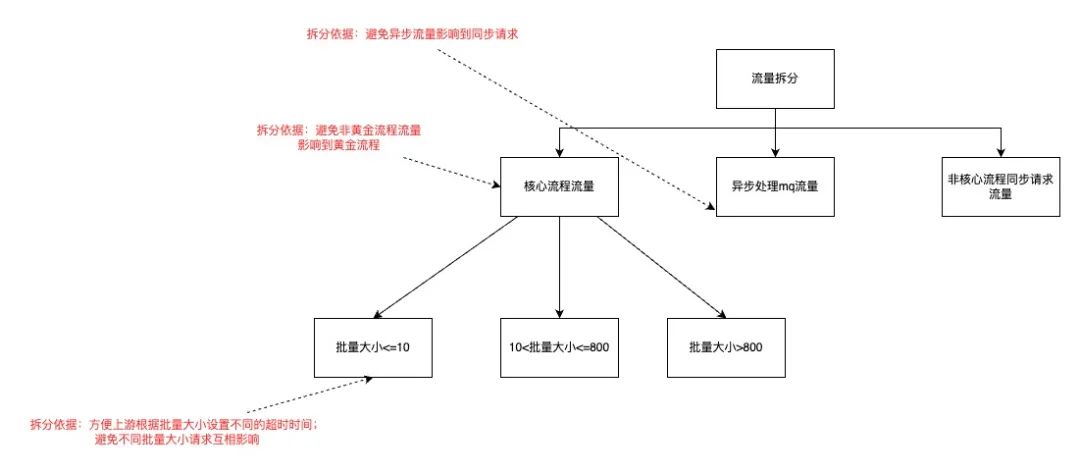 拆分依据：避免异步流量影响到同步请求
流量拆分
拆分依据：避免非黄金流程流量
影响到黄金流程
核心流程流量
异步处理mq流量
非核心流程同步请求
流量
批量大小<=10
10<批量大小<=800
批量大小>800
拆分依据：方便上游根据批量大小设置不同的超时时间；
避免不同批量大小请求互相影响